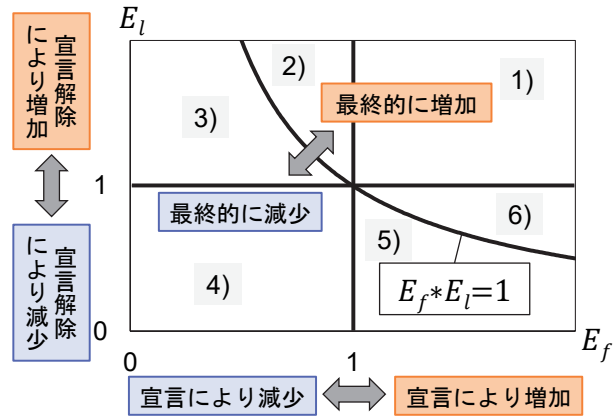 E_l
宣言解除
により増加
宣言解除
により減少
2)
1)
最終的に増加
3)
1
最終的に減少
6)
5)
4)
E_f*E_l=1
0
E_f
0
1
宣言により減少
宣言により増加